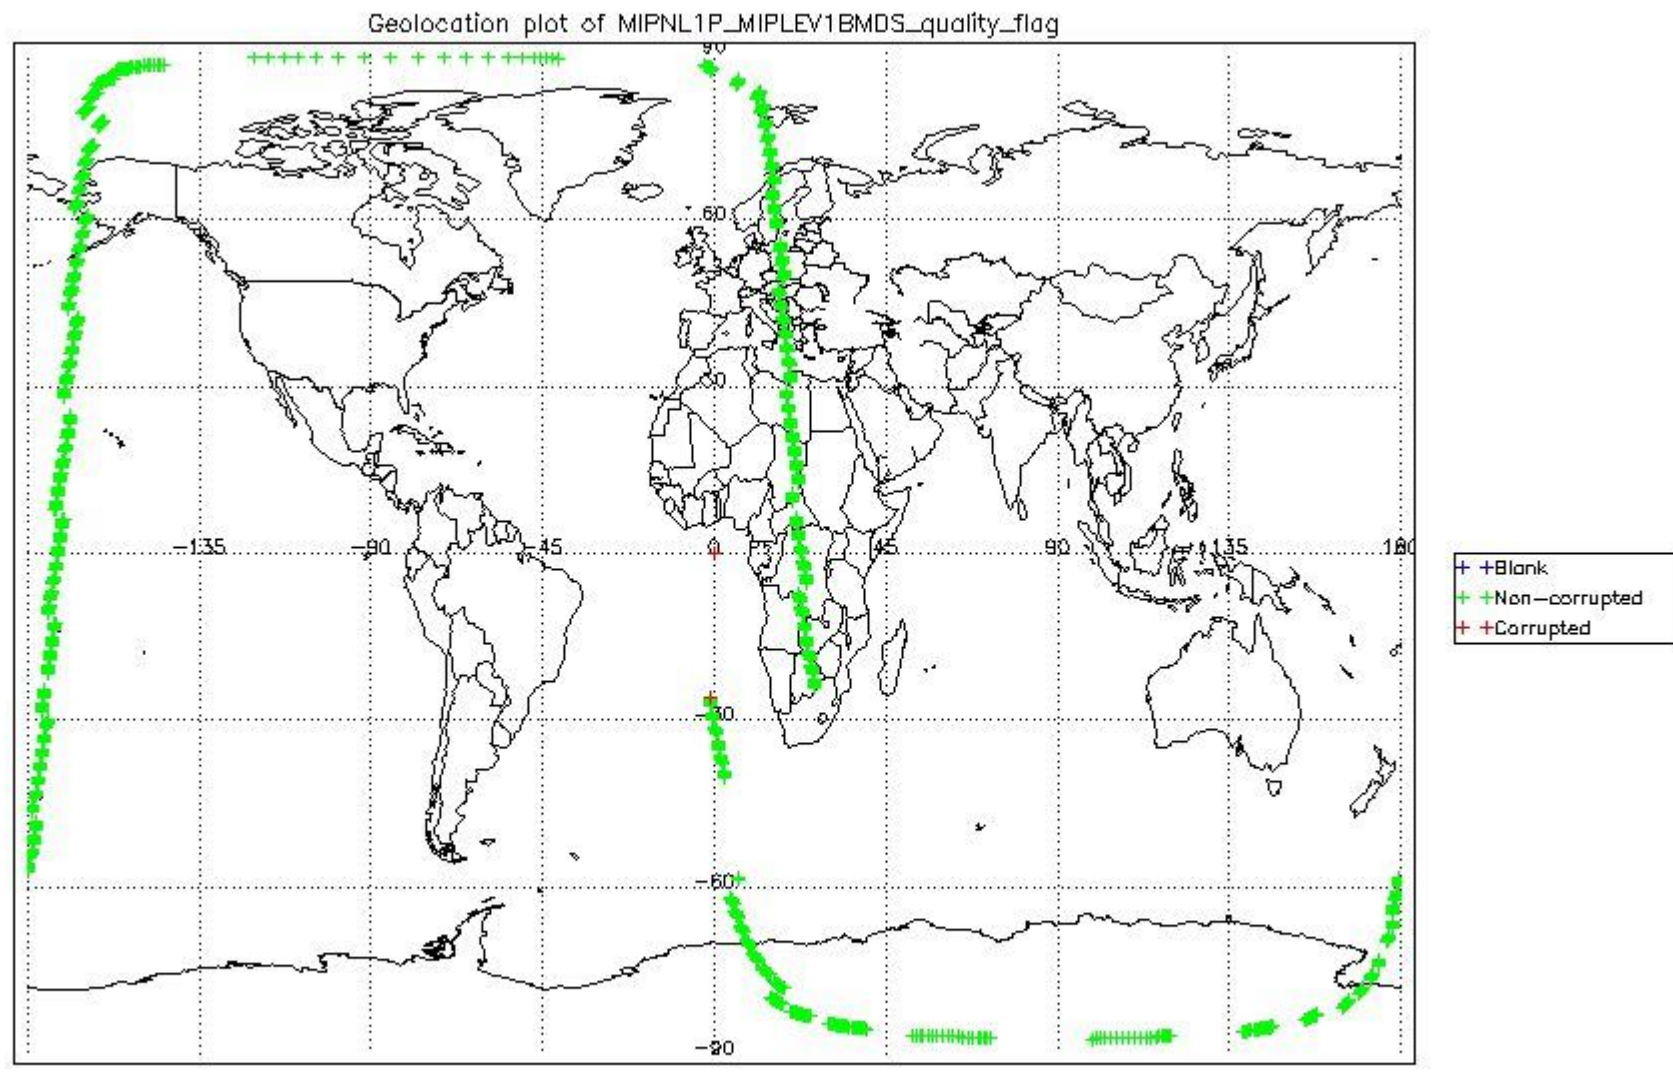 Geolocation plot of MIPNL1P_MIPLEV1BMDS_quality_flag
90
60
30
-135 -90 -45 0 45 90 135 180
-30
-60
-90
Blank
Non-corrupted
Corrupted